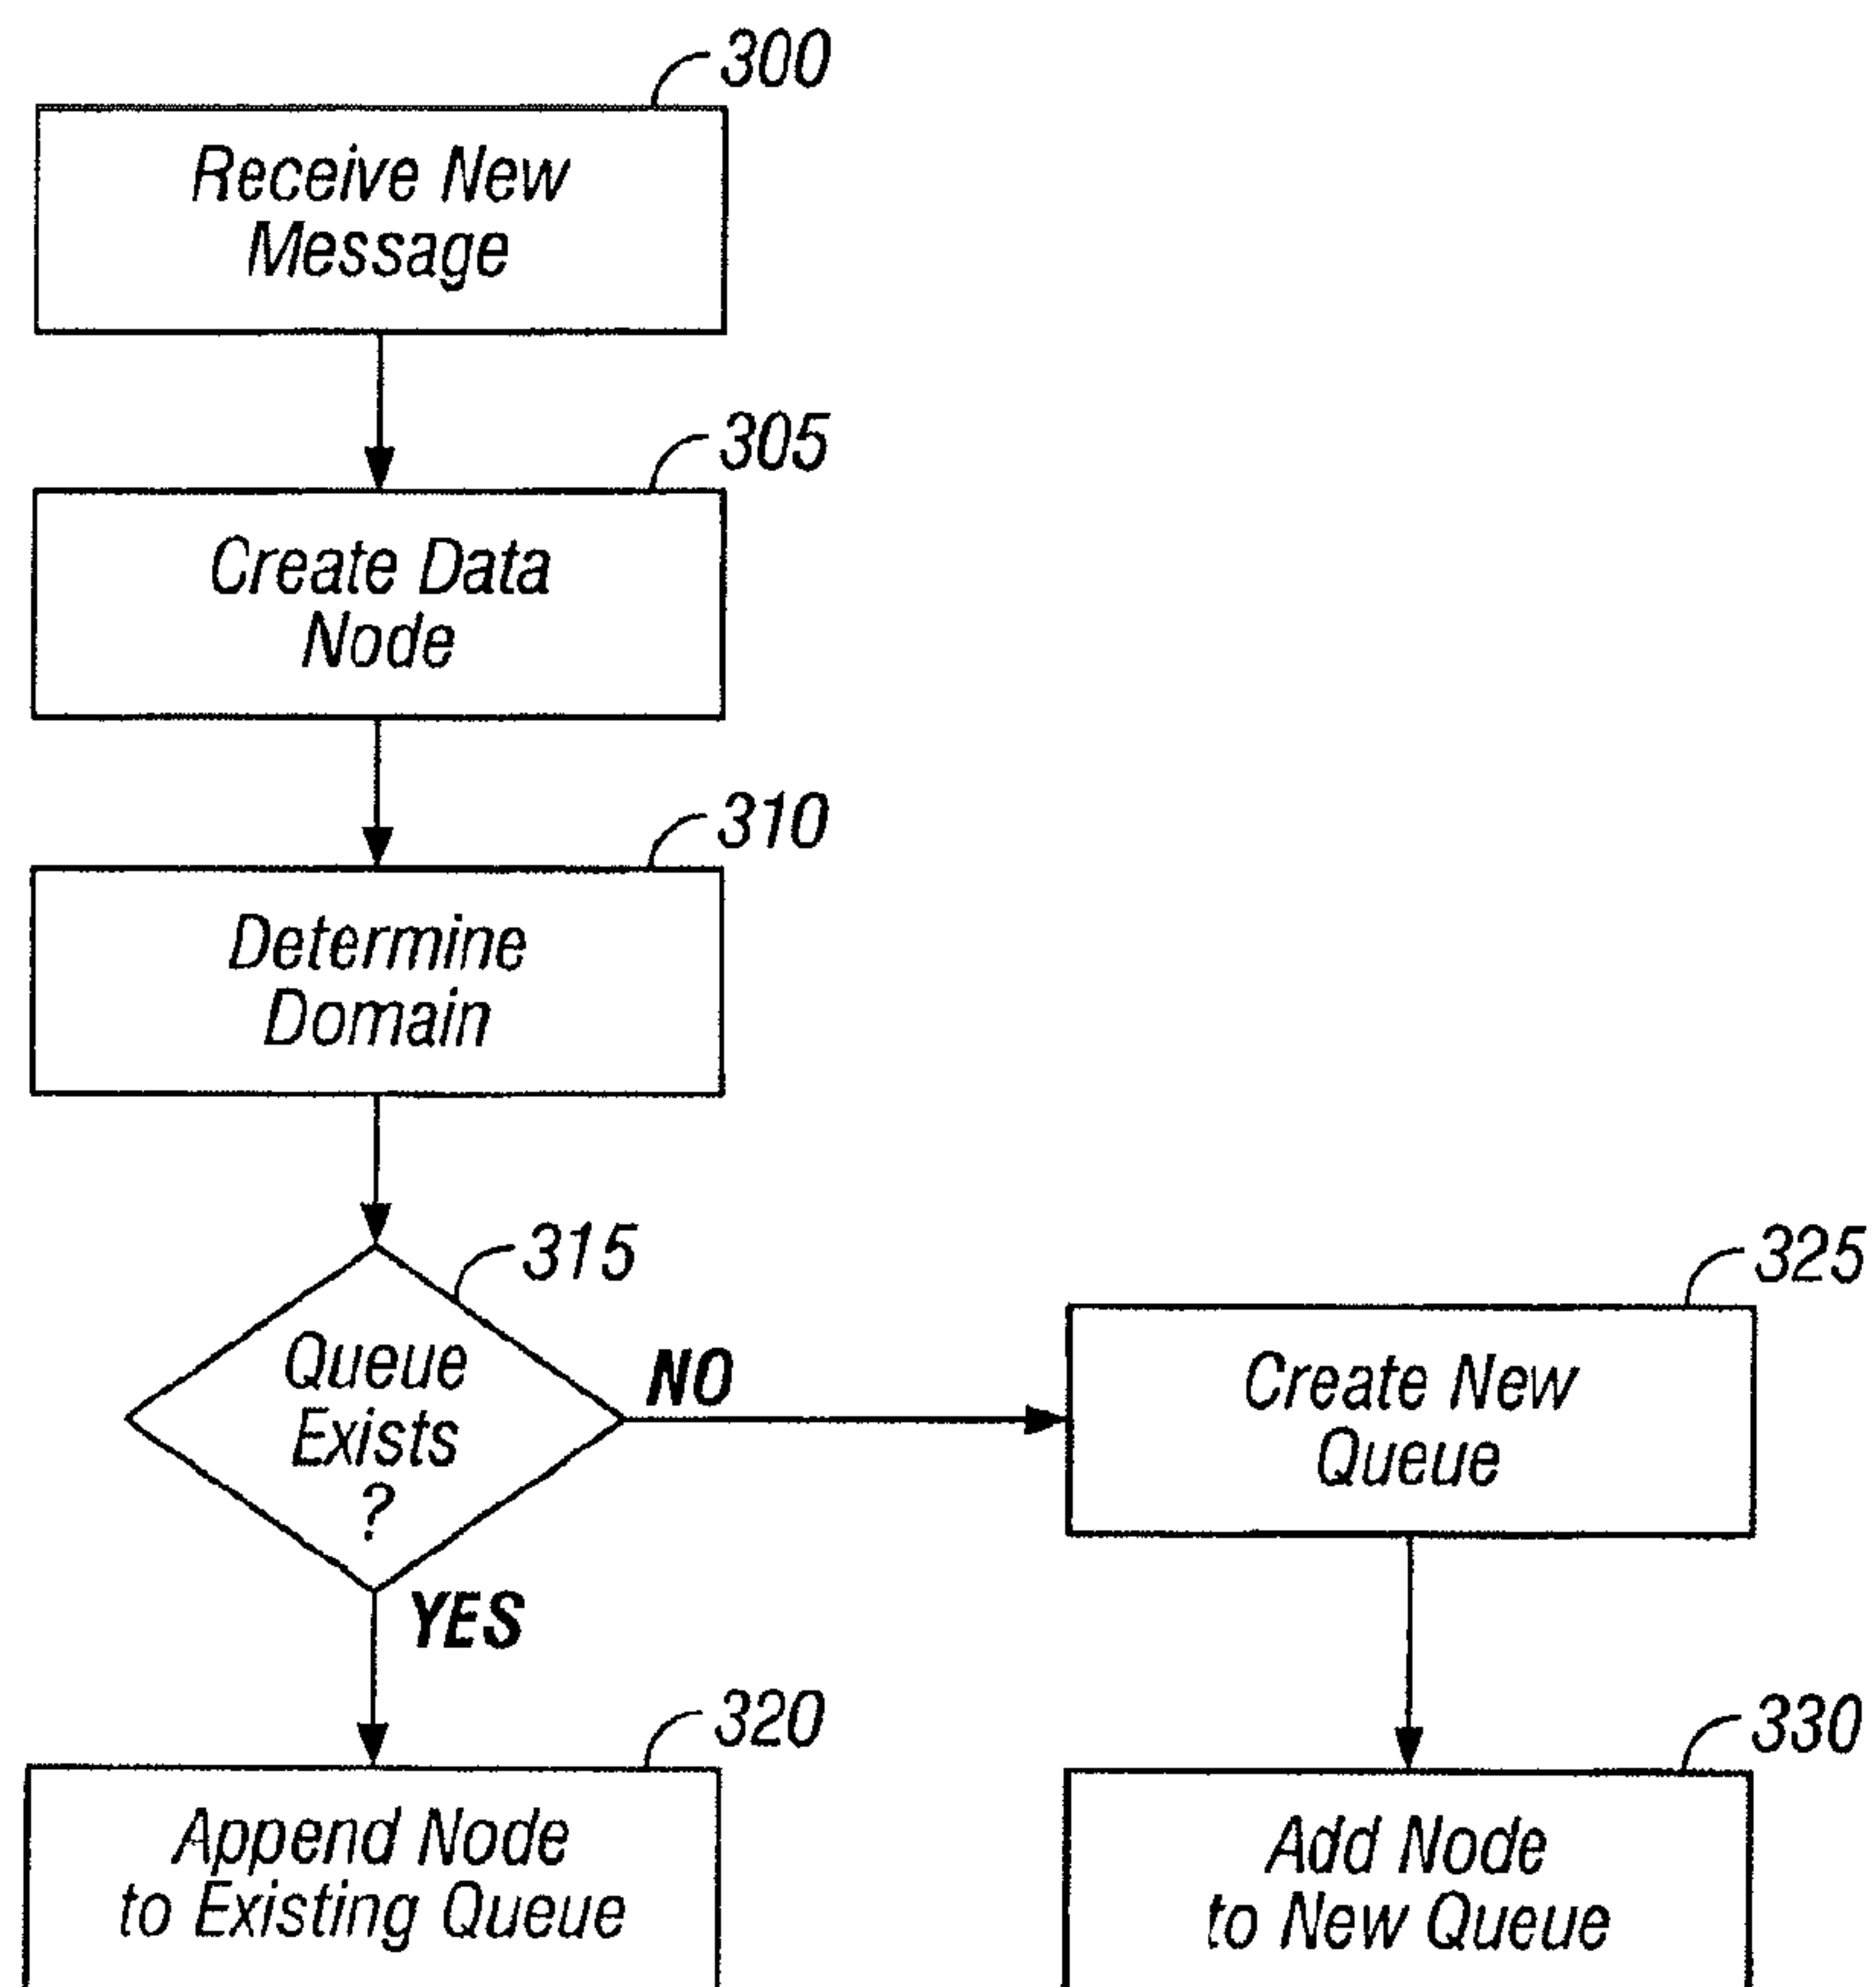 300
Receive New
Message
305
Create Data
Node
310
Determine
Domain
315
Queue
Exists
?
NO
YES
325
Create New
Queue
320
Append Node
to Existing Queue
330
Add Node
to New Queue